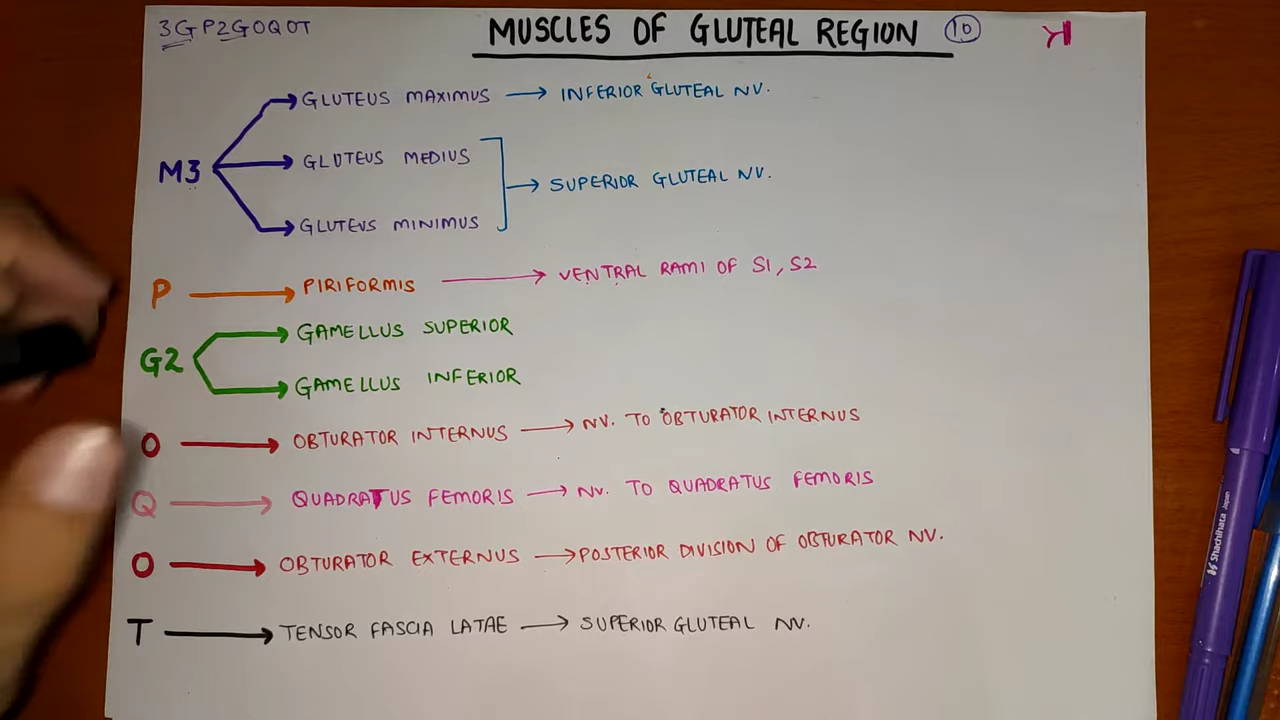 3GP2GOQOT
MUSCLES OF GLUTEAL REGION 10
GLUTEUS MAXIMUS → INFERIOR GLUTEAL NV.
M3
GLUTEUS MEDIUS
SUPERIOR GLUTEAL NV.
GLUTEUS MINIMUS
P → PIRIFORMIS → VENTRAL RAMI OF S1, S2
G2
GAMELLUS SUPERIOR
GAMELLUS INFERIOR
O → OBTURATOR INTERNUS → NV. TO OBTURATOR INTERNUS
Q → QUADRATUS FEMORIS → NV. TO QUADRATUS FEMORIS
O → OBTURATOR EXTERNUS → POSTERIOR DIVISION OF OBTURATOR NV.
T → TENSOR FASCIA LATAE → SUPERIOR GLUTEAL NV.
Shachihata Japan